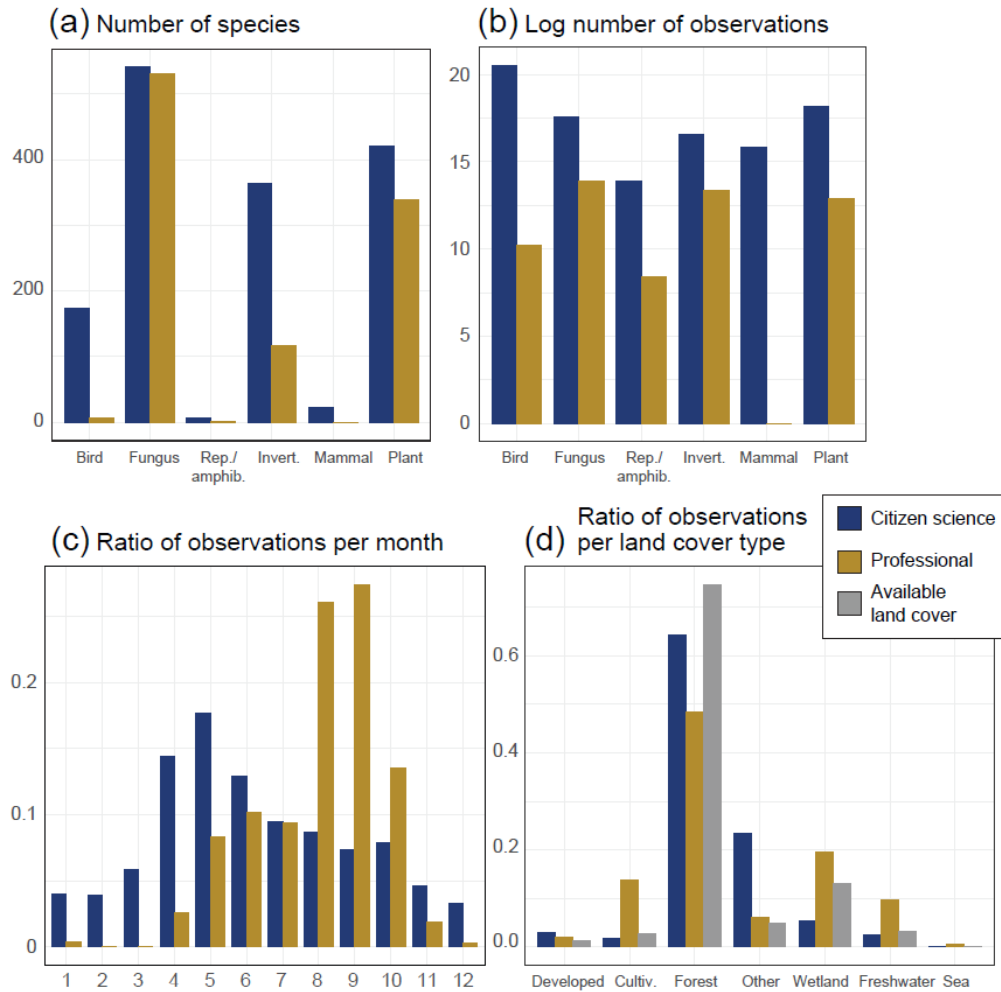 (a) Number of species
400
200
0
Bird Fungus Rep./ Invert. Mammal Plant
amphib.
(b) Log number of observations
20
15
10
5
0
Bird Fungus Rep./ Invert. Mammal Plant
amphib.
(c) Ratio of observations per month
0.2
0.1
0
1 2 3 4 5 6 7 8 9 10 11 12
(d) Ratio of observations
per land cover type
Citizen science
Professional
Available
land cover
0.6
0.4
0.2
0.0
Developed Cultiv. Forest Other Wetland Freshwater Sea